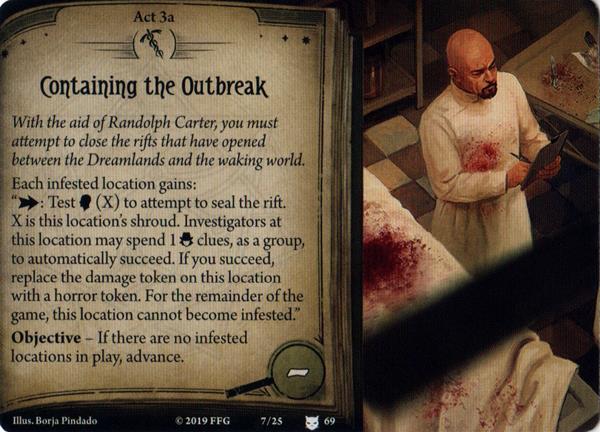 Act 3a
Containing the Outbreak
With the aid of Randolph Carter, you must
attempt to close the rifts that have opened
between the Dreamlands and the waking world.
Each infested location gains:
“: Test (X) to attempt to seal the rift.
X is this location's shroud. Investigators at
this location may spend 1 clues, as a group,
to automatically succeed. If you succeed,
replace the damage token on this location
with a horror token. For the remainder of the
game, this location cannot become infested.”
Objective – If there are no infested
locations in play, advance.
–
Illus. Borja Pindado © 2019 FFG 7/25 69